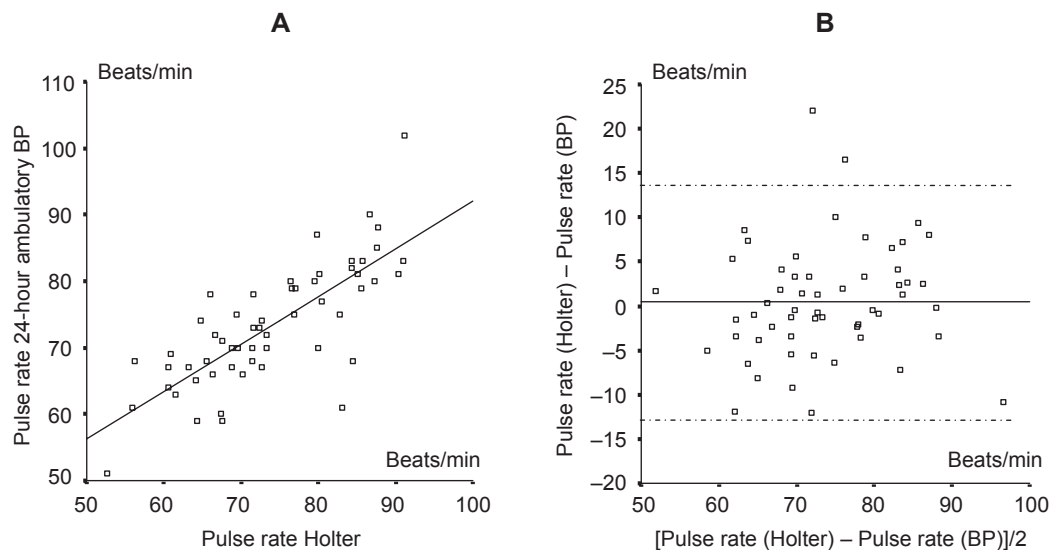 A
Beats/min
Pulse rate 24-hour ambulatory BP
110
100
90
80
70
60
50
Beats/min
50 60 70 80 90 100
Pulse rate Holter
B
Beats/min
Pulse rate (Holter) – Pulse rate (BP)
25
20
15
10
5
0
–5
–10
–15
–20
Beats/min
50 60 70 80 90 100
[Pulse rate (Holter) – Pulse rate (BP)]/2